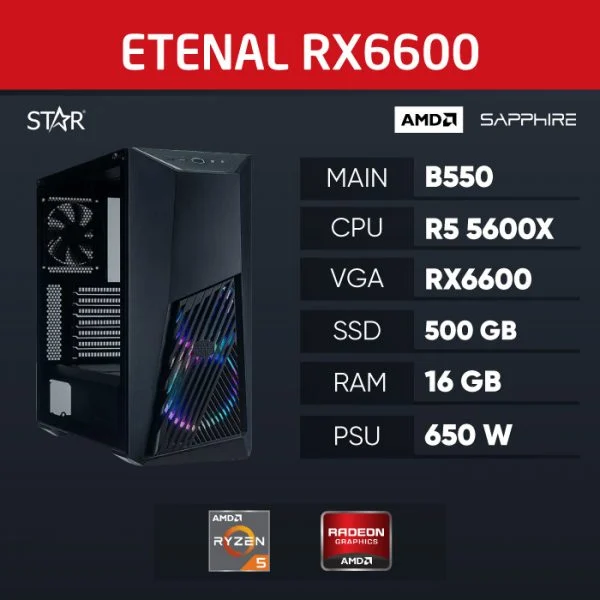 ETENAL RX6600
STAR®
AMD SAPPHIRE
MAIN B550
CPU R5 5600X
VGA RX6600
SSD 500 GB
RAM 16 GB
PSU 650 W
AMD
RYZEN
5
RADEON
GRAPHICS
AMD